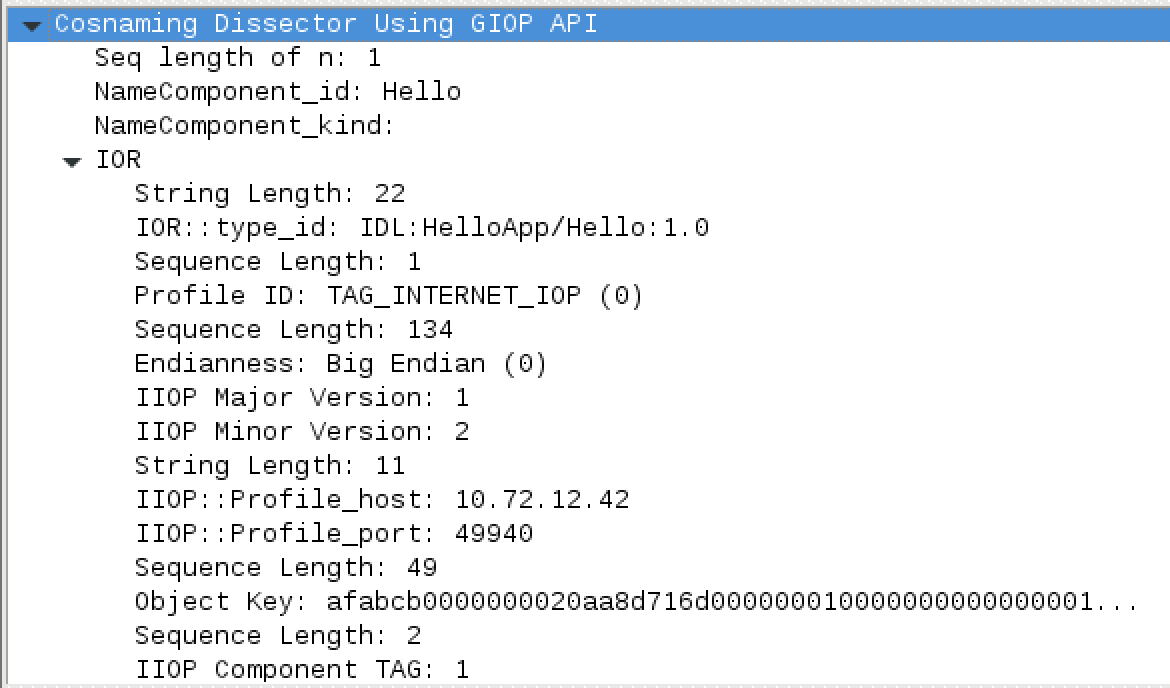 Cosnaming Dissector Using GIOP API
Seq length of n: 1
NameComponent_id: Hello
NameComponent_kind:
IOR
String Length: 22
IOR::type_id: IDL:HelloApp/Hello:1.0
Sequence Length: 1
Profile ID: TAG_INTERNET_IOP (0)
Sequence Length: 134
Endianness: Big Endian (0)
IIOP Major Version: 1
IIOP Minor Version: 2
String Length: 11
IIOP::Profile_host: 10.72.12.42
IIOP::Profile_port: 49940
Sequence Length: 49
Object Key: afabcb0000000020aa8d716d000000010000000000000001...
Sequence Length: 2
IIOP Component TAG: 1